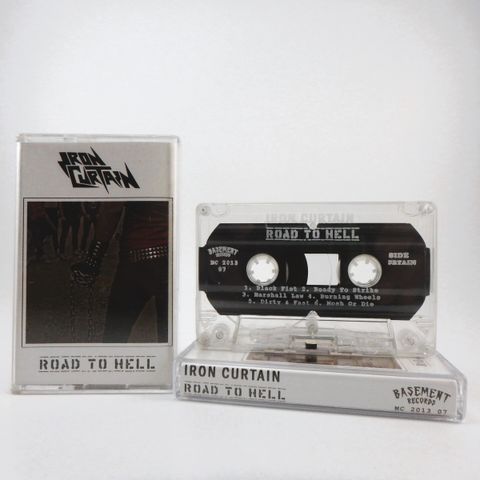 IRON
CURTAIN
ROAD TO HELL
IRON CURTAIN
ROAD TO HELL
BASEMENT
RECORDS
MC 2013
07
SIDE
BRTAIN
1. Black Fist 2. Ready To Strike
3. Marshall Law 4. Burning Wheels
5. Dirty & Fast 6. Mosh Or Die
IRON CURTAIN
ROAD TO HELL
BASEMENT
RECORDS
MC 2013 07